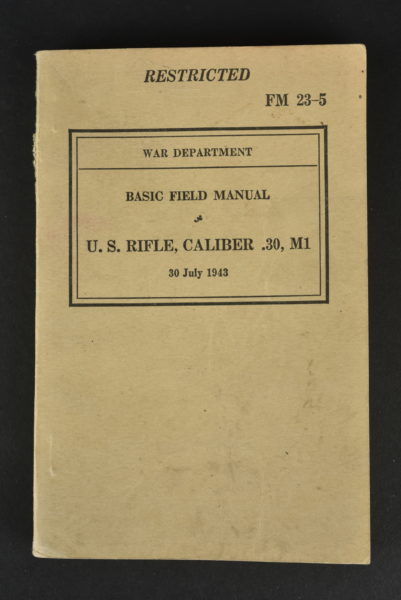 RESTRICTED
FM 23-5
WAR DEPARTMENT
BASIC FIELD MANUAL
U. S. RIFLE, CALIBER .30, M1
30 July 1943